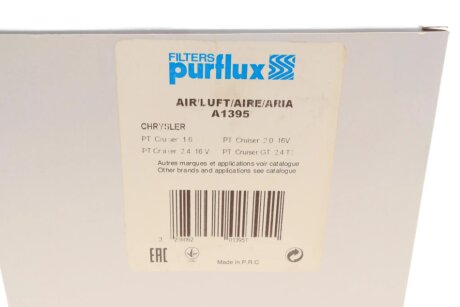 FILTERS
purflux
AIR/LUFT/AIRE/ARIA
A1395
CHRYSLER
PT Cruiser 1.6 PT Cruiser 2.0 16V
PT Cruiser 2.4 16V PT Cruiser GT 2.4 T
Autres marques et applications voir catalogue
Other brands and applications see catalogue
3
EAC
Made in P.R.C